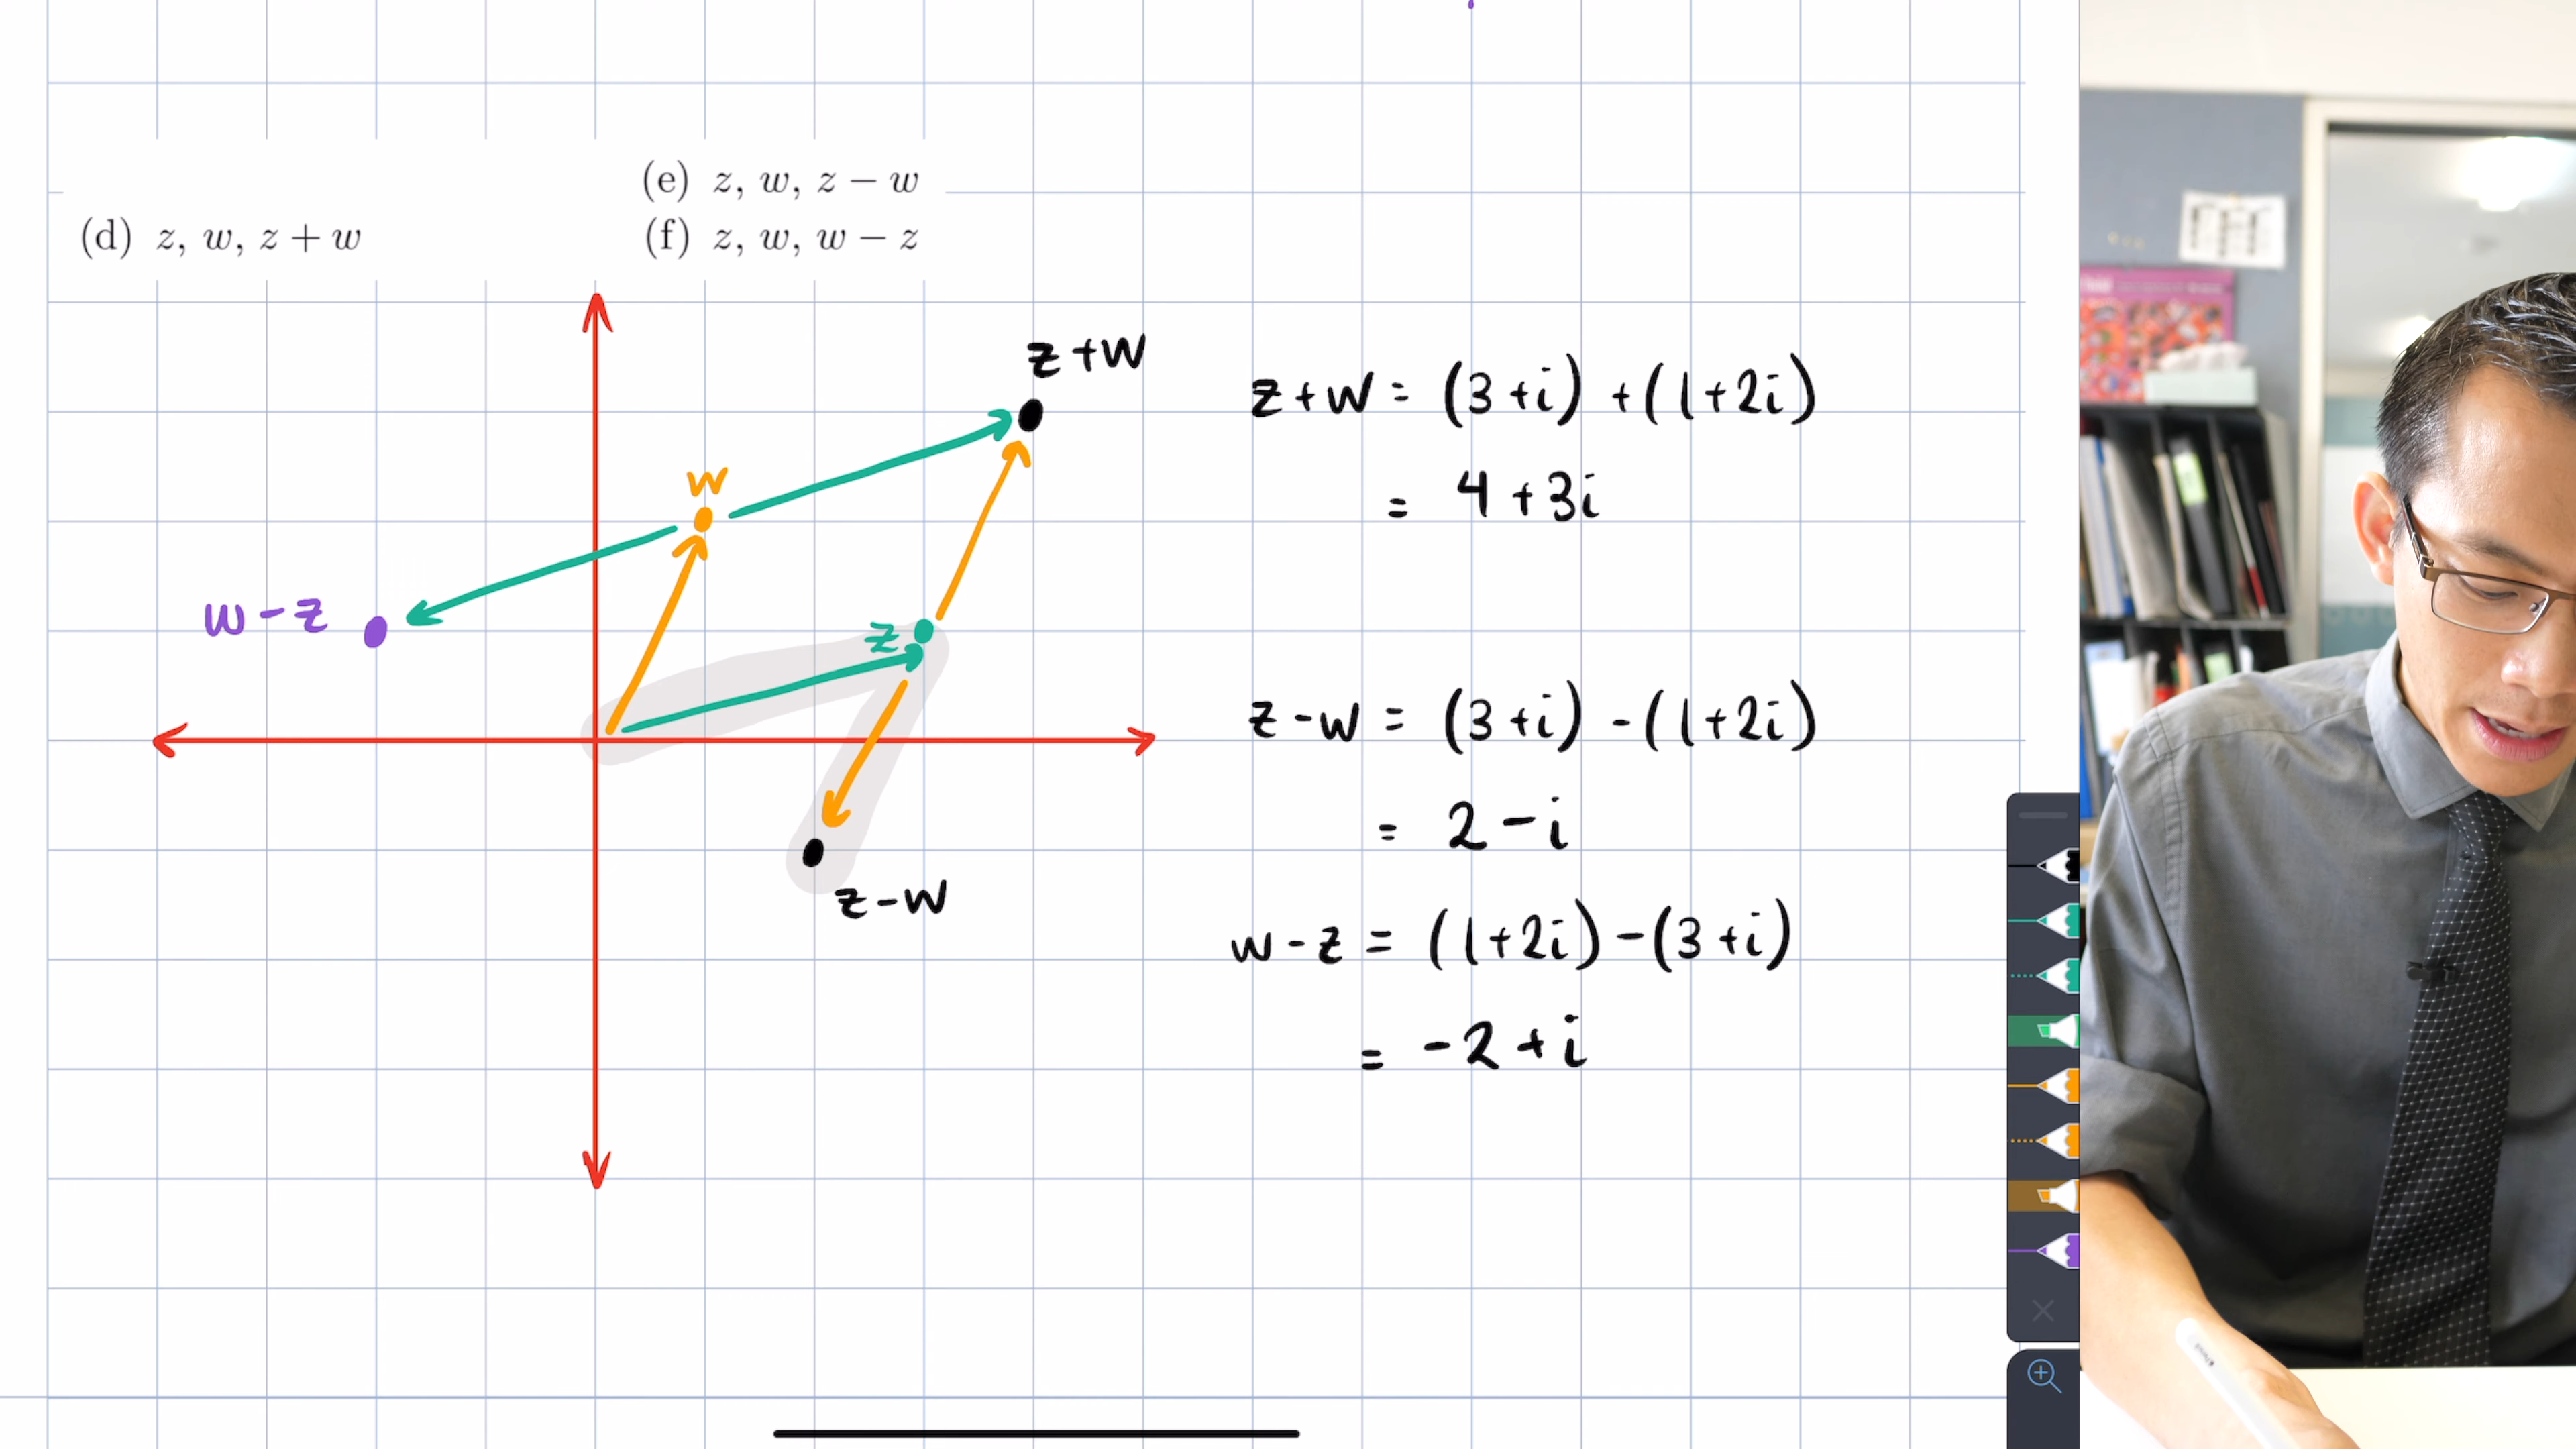 (e) z, w, z − w
(d) z, w, z + w
(f) z, w, w − z
z+w
w
w-z
z
z-w
z+w = (3+i)+(1+2i)
= 4+3i
z-w = (3+i)-(1+2i)
= 2-i
w-z = (1+2i)-(3+i)
= -2+i